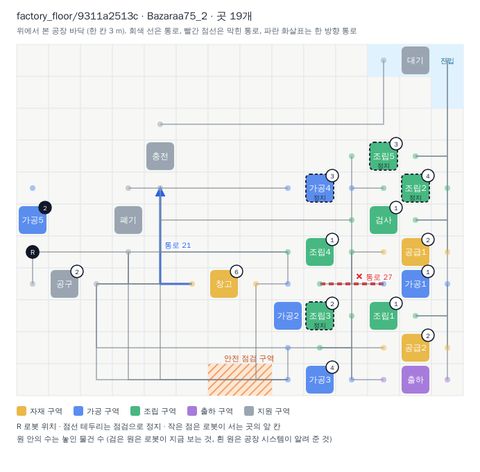 factory_floor/9311a2513c · Bazaraa75_2 · 곳 19개
위에서 본 공장 바닥 (한 칸 3 m). 회색 선은 통로, 빨간 점선은 막힌 통로, 파란 화살표는 한 방향 통로
대기
진입
충전
3
조립5
정지
3
가공4
정지
4
조립2
정지
2
가공5
폐기
1
검사
R
통로 21
1
조립4
2
공급1
2
공구
6
창고
✖ 통로 27
1
가공1
가공2
2
조립3
정지
1
조립1
2
공급2
안전 점검 구역
4
가공3
출하
자재 구역
가공 구역
조립 구역
출하 구역
지원 구역
R 로봇 위치 · 점선 테두리는 점검으로 정지 · 작은 점은 로봇이 서는 곳의 앞 칸
원 안의 수는 놓인 물건 수 (검은 원은 로봇이 지금 보는 것, 흰 원은 공장 시스템이 알려 준 것)